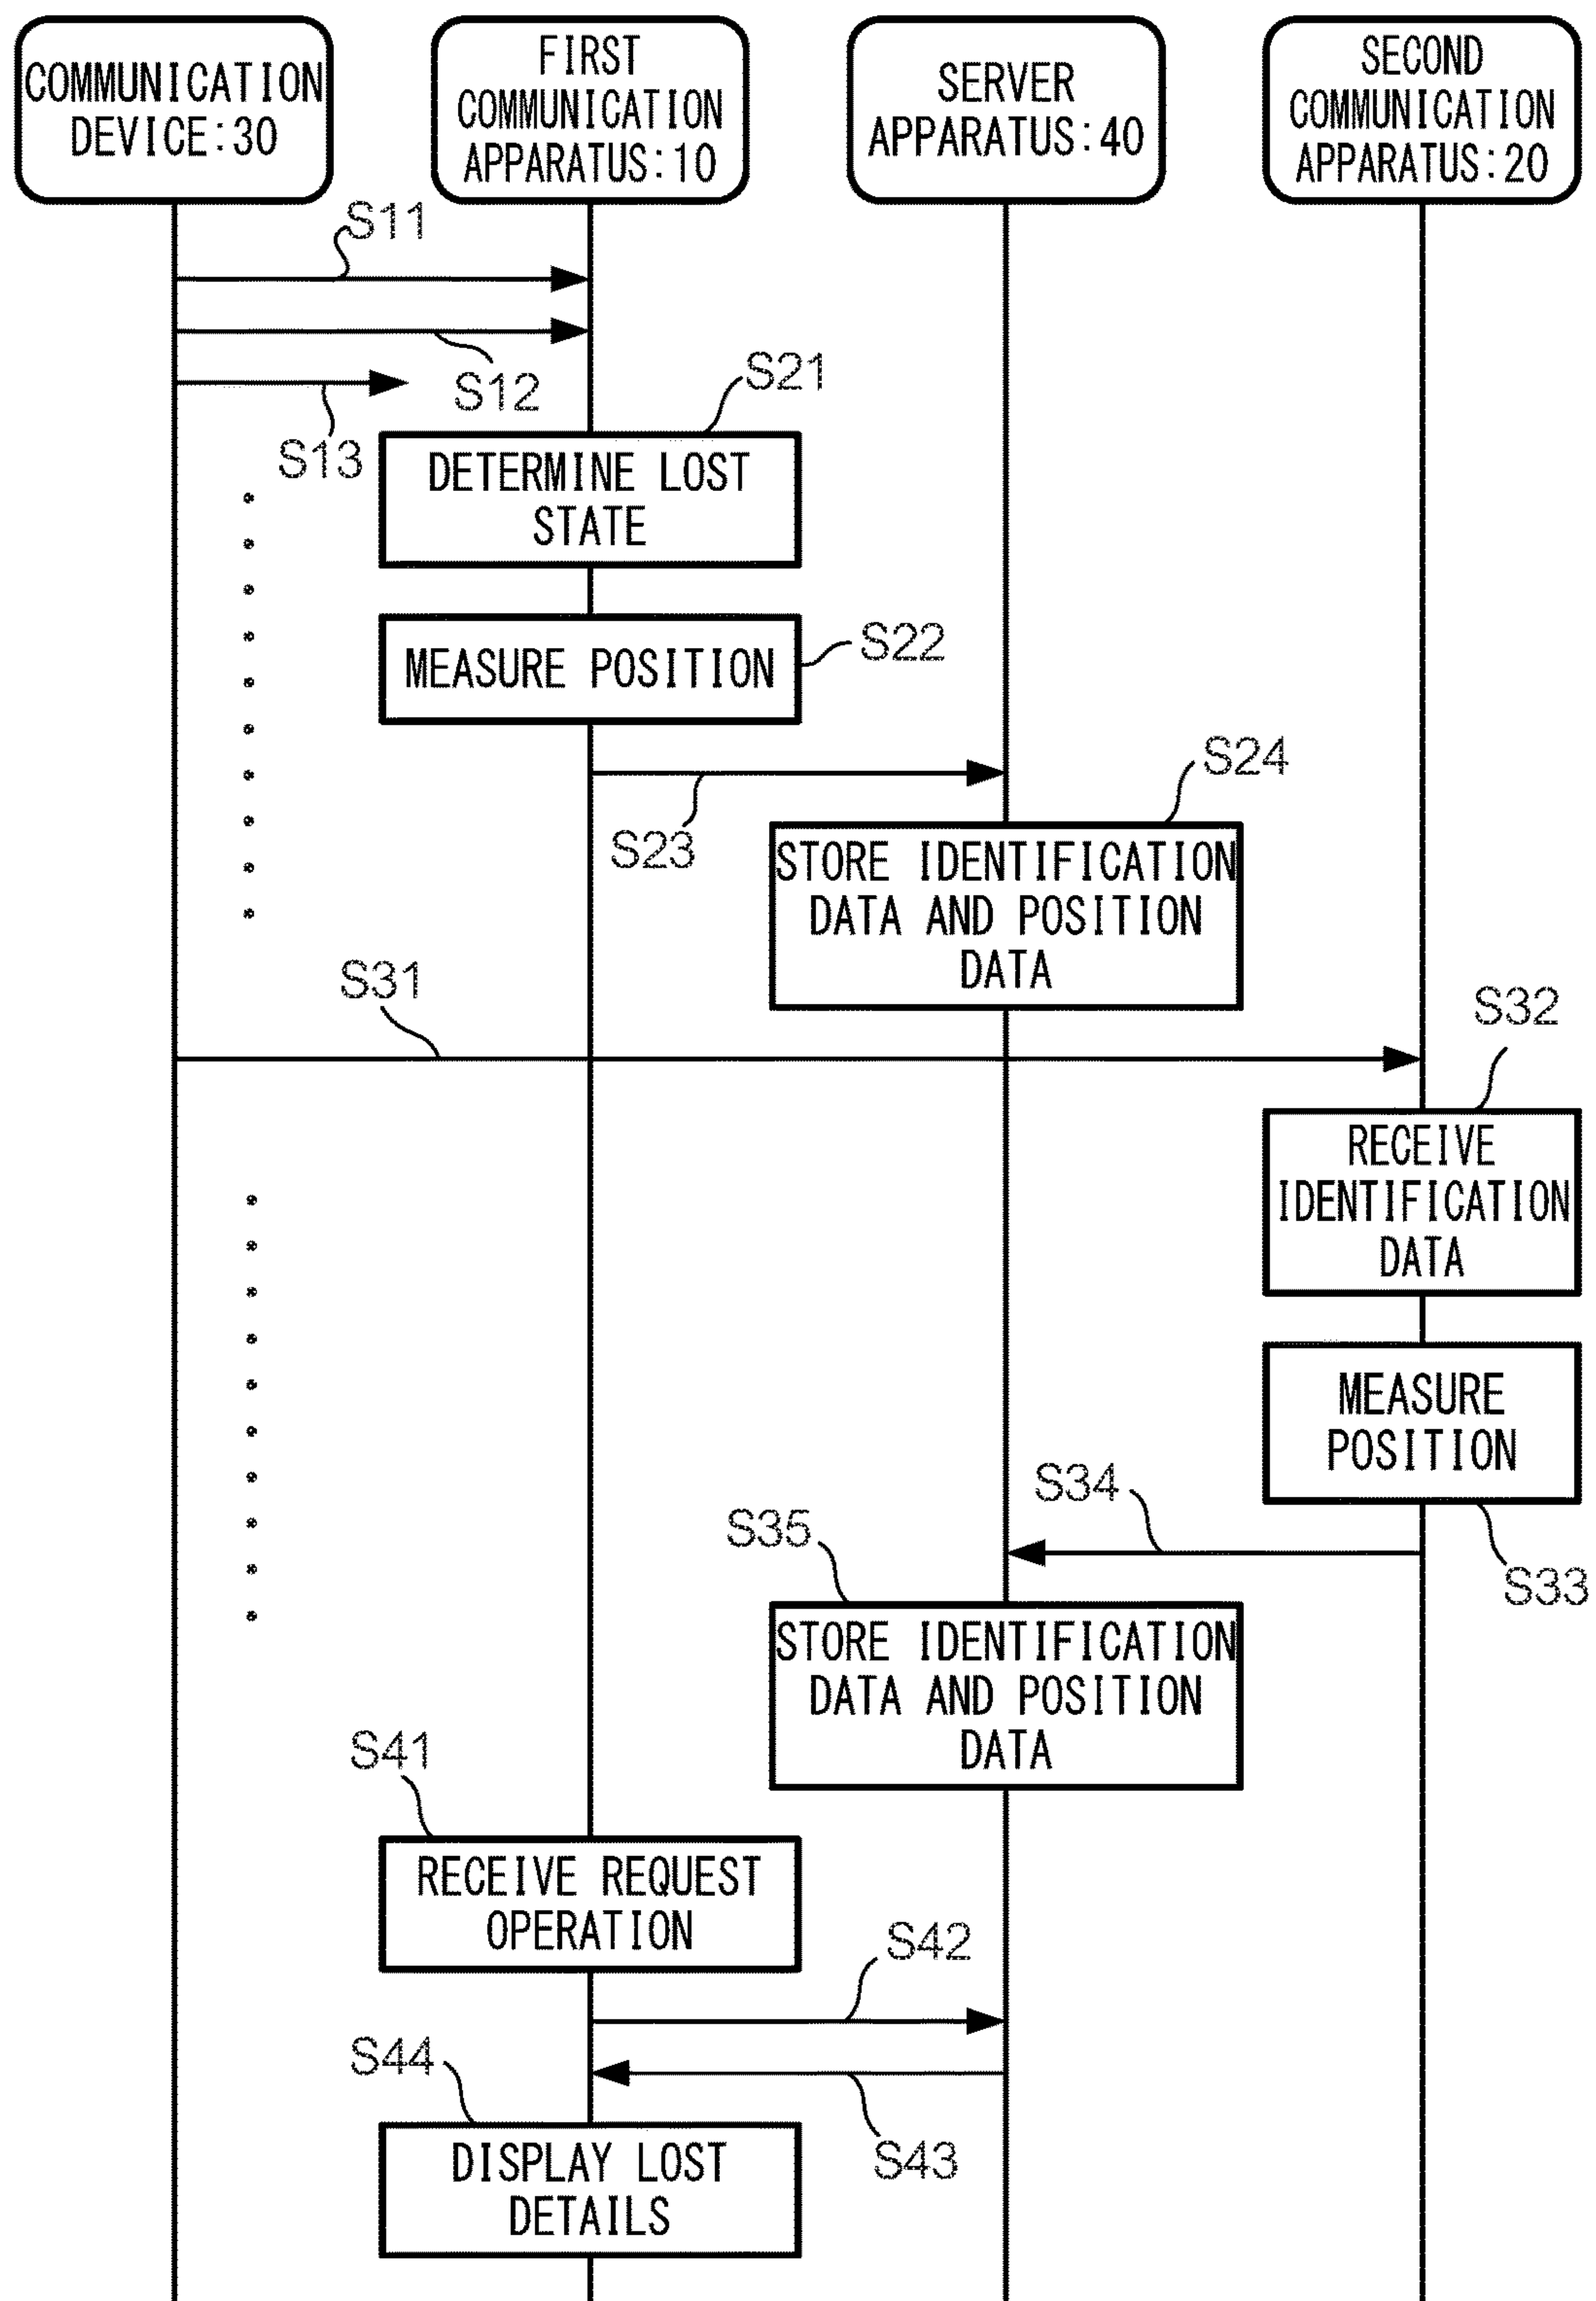 COMMUNICATION
DEVICE:30
FIRST
COMMUNICATION
APPARATUS:10
SERVER
APPARATUS:40
SECOND
COMMUNICATION
APPARATUS:20
S11
S12
S13
S21
DETERMINE LOST
STATE
MEASURE POSITION
S22
S23
S24
STORE IDENTIFICATION
DATA AND POSITION
DATA
S31
S32
RECEIVE
IDENTIFICATION
DATA
MEASURE
POSITION
S34
S33
S35
STORE IDENTIFICATION
DATA AND POSITION
DATA
S41
RECEIVE REQUEST
OPERATION
S42
S44
S43
DISPLAY LOST
DETAILS